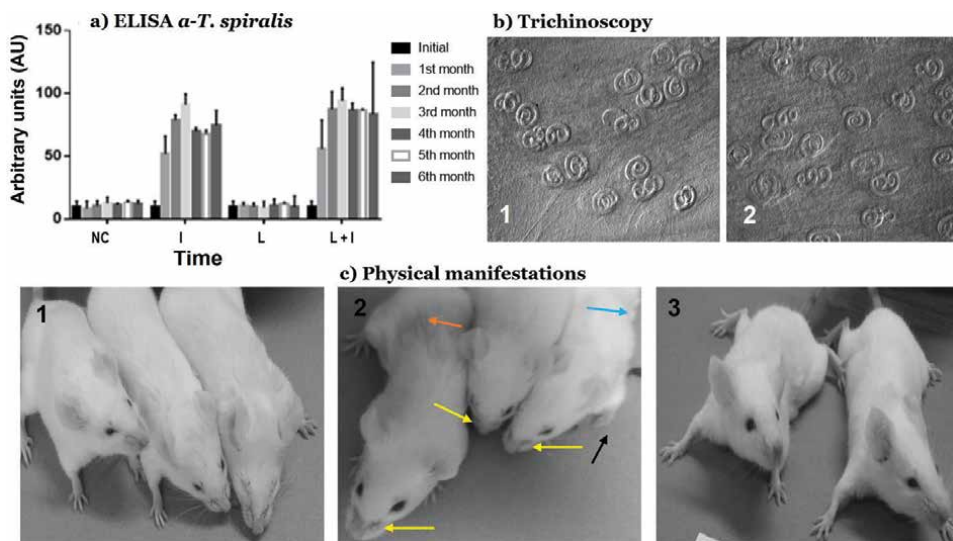 a) ELISA a-T. spiralis
Arbitrary units (AU)
150
100
50
0
NC
I
L
L + I
Time
Initial
1st month
2nd month
3rd month
4th month
5th month
6th month
b) Trichinoscopy
1
2
c) Physical manifestations
1
2
3